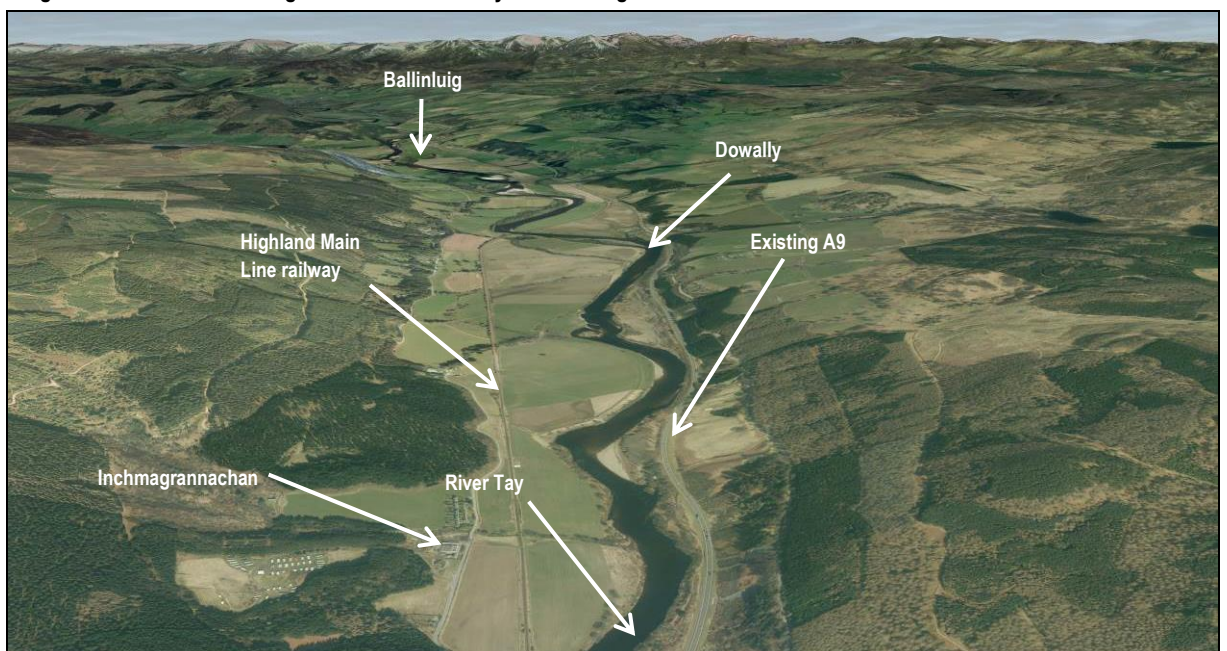 Ballinluig
Dowally
Highland Main
Line railway
Existing A9
Inchmagrannachan
River Tay